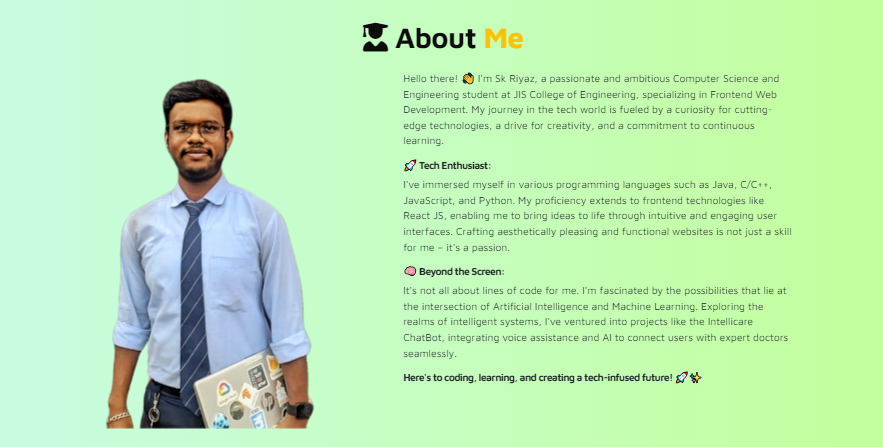 About Me
Hello there! 👏 I'm Sk Riyaz, a passionate and ambitious Computer Science and
Engineering student at JIS College of Engineering, specializing in Frontend Web
Development. My journey in the tech world is fueled by a curiosity for cutting-
edge technologies, a drive for creativity, and a commitment to continuous
learning.
🚀 Tech Enthusiast:
I've immersed myself in various programming languages such as Java, C/C++,
JavaScript, and Python. My proficiency extends to frontend technologies like
React JS, enabling me to bring ideas to life through intuitive and engaging user
interfaces. Crafting aesthetically pleasing and functional websites is not just a skill
for me – it's a passion.
🧠 Beyond the Screen:
It's not all about lines of code for me. I'm fascinated by the possibilities that lie at
the intersection of Artificial Intelligence and Machine Learning. Exploring the
realms of intelligent systems, I've ventured into projects like the Intellicare
ChatBot, integrating voice assistance and AI to connect users with expert doctors
seamlessly.
Here's to coding, learning, and creating a tech-infused future! 🚀✨